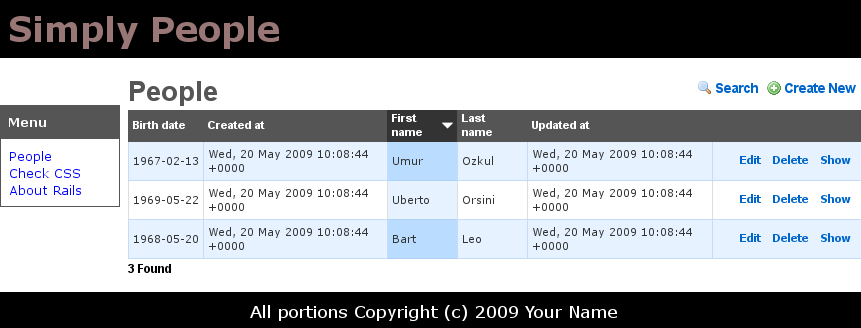 Simply People
People
Search Create New
Menu
People
Check CSS
About Rails
Birth date Created at First name Last name Updated at
1967-02-13 Wed, 20 May 2009 10:08:44 +0000 Umur Ozkul Wed, 20 May 2009 10:08:44 +0000 Edit Delete Show
1969-05-22 Wed, 20 May 2009 10:08:44 +0000 Uberto Orsini Wed, 20 May 2009 10:08:44 +0000 Edit Delete Show
1968-05-20 Wed, 20 May 2009 10:08:44 +0000 Bart Leo Wed, 20 May 2009 10:08:44 +0000 Edit Delete Show
3 Found
All portions Copyright (c) 2009 Your Name